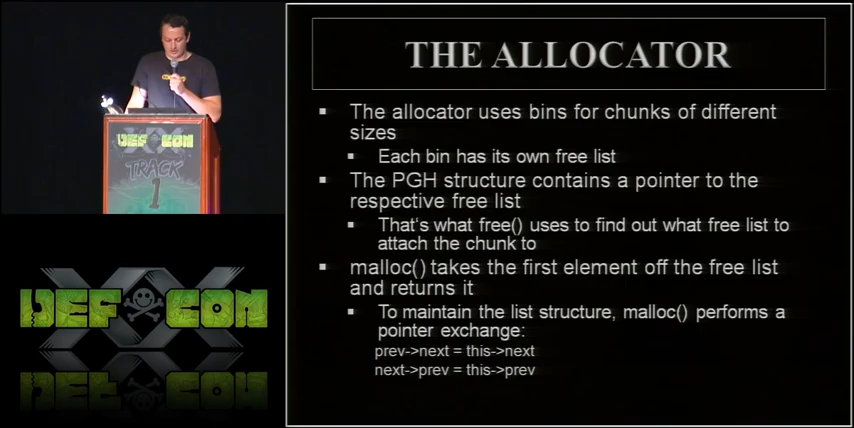 THE ALLOCATOR
The allocator uses bins for chunks of different
sizes
Each bin has its own free list
The PGH structure contains a pointer to the
respective free list
That's what free() uses to find out what free list to
attach the chunk to
malloc() takes the first element off the free list
and returns it
To maintain the list structure, malloc() performs a
pointer exchange:
prev->next = this->next
next->prev = this->prev
DEF CON
TRACK
1
XX
DEF CON